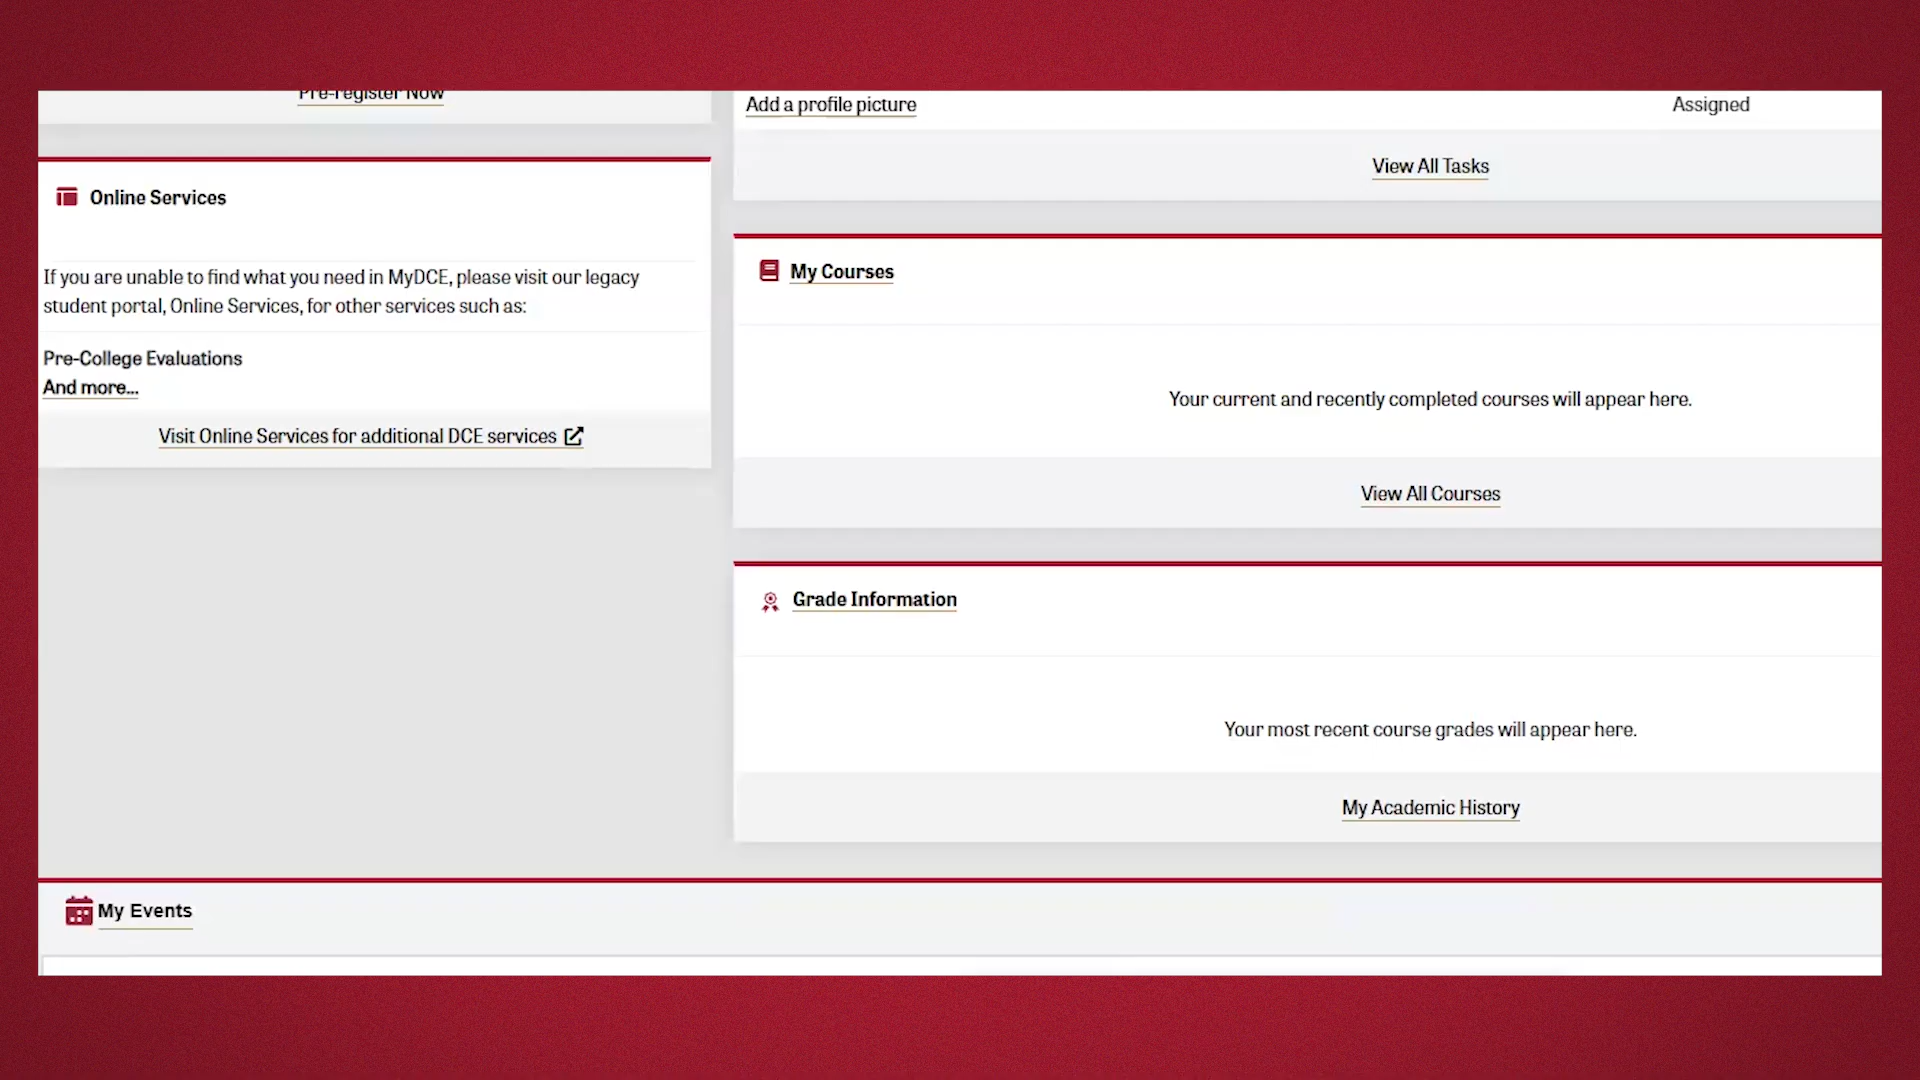 Pre-register Now
Online Services
If you are unable to find what you need in MyDCE, please visit our legacy
student portal, Online Services, for other services such as:
Pre-College Evaluations
And more...
Visit Online Services for additional DCE services
Add a profile picture
Assigned
View All Tasks
My Courses
Your current and recently completed courses will appear here.
View All Courses
Grade Information
Your most recent course grades will appear here.
My Academic History
My Events